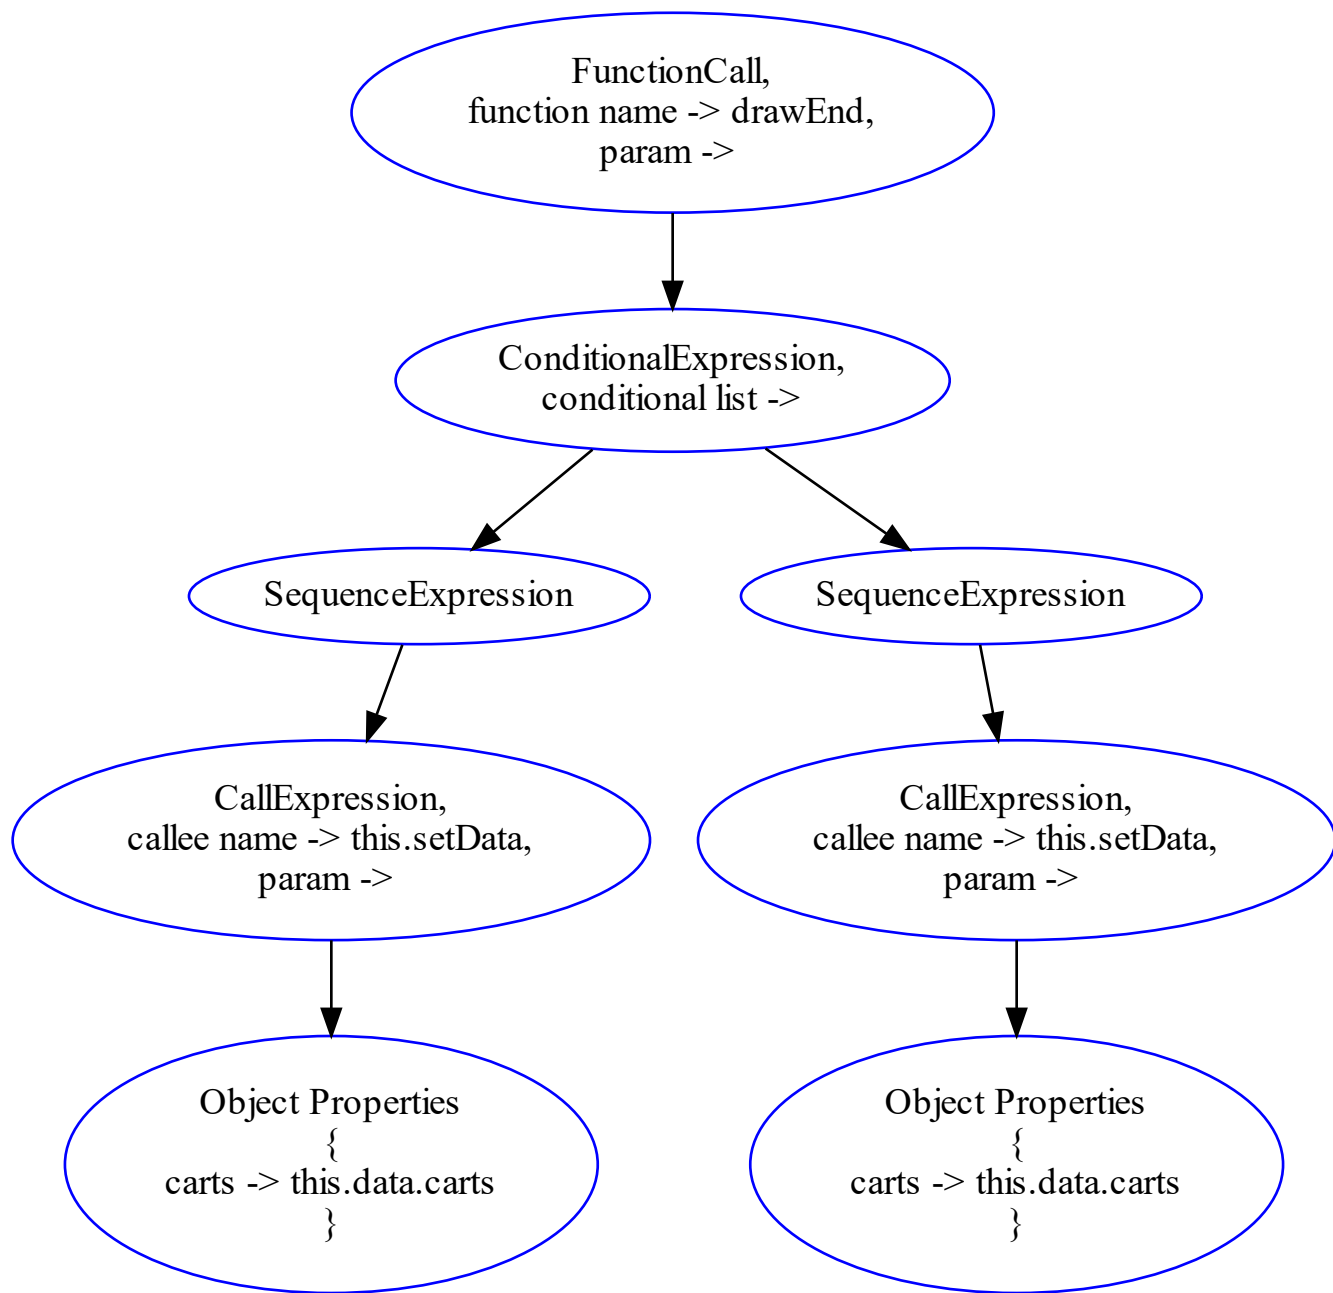 FunctionCall,
function name -> drawEnd,
param ->
ConditionalExpression,
conditional list ->
SequenceExpression
SequenceExpression
CallExpression,
callee name -> this.setData,
param ->
CallExpression,
callee name -> this.setData,
param ->
Object Properties
{
carts -> this.data.carts
}
Object Properties
{
carts -> this.data.carts
}